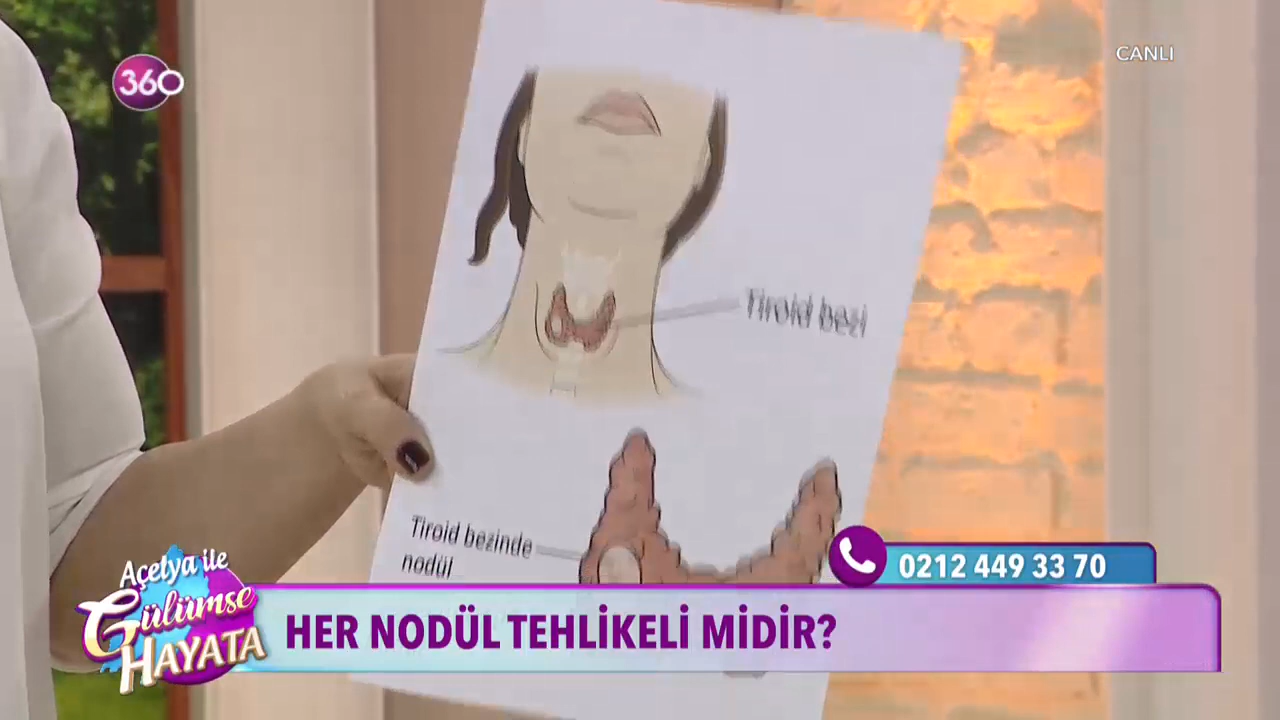 360
CANLI
Tiroid bezi
Tiroid bezinde
nodül
0212 449 33 70
Açelya ile
Gülümse
HAYATA
HER NODÜL TEHLİKELİ MİDİR?